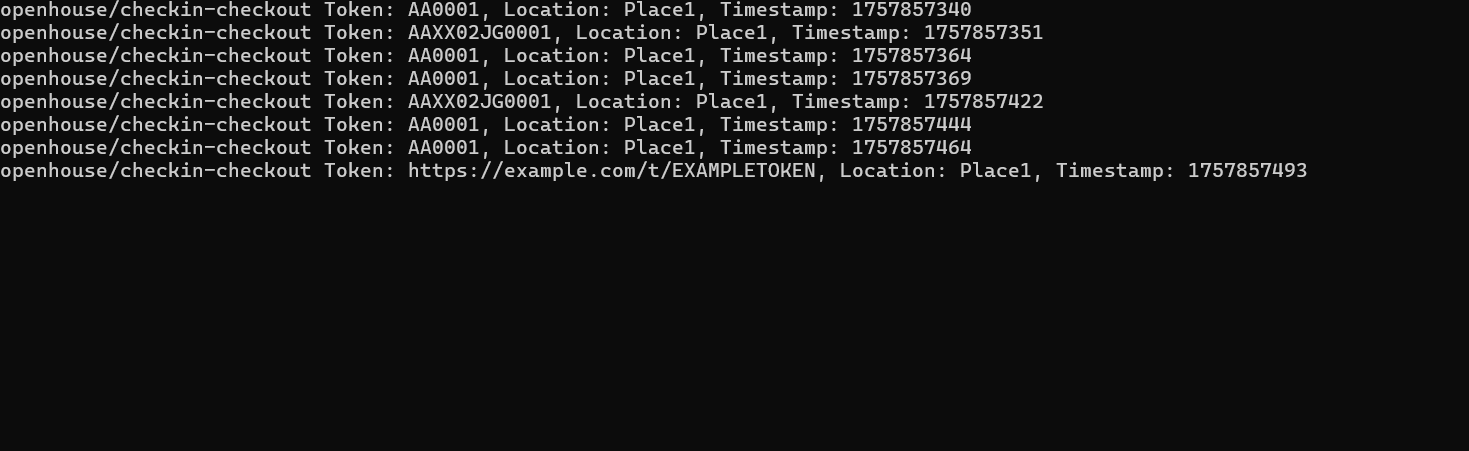 openhouse/checkin-checkout Token: AA0001, Location: Place1, Timestamp: 1757857340
openhouse/checkin-checkout Token: AAXX02JG0001, Location: Place1, Timestamp: 1757857351
openhouse/checkin-checkout Token: AA0001, Location: Place1, Timestamp: 1757857364
openhouse/checkin-checkout Token: AA0001, Location: Place1, Timestamp: 1757857369
openhouse/checkin-checkout Token: AAXX02JG0001, Location: Place1, Timestamp: 1757857422
openhouse/checkin-checkout Token: AA0001, Location: Place1, Timestamp: 1757857444
openhouse/checkin-checkout Token: AA0001, Location: Place1, Timestamp: 1757857464
openhouse/checkin-checkout Token: https://example.com/t/EXAMPLETOKEN, Location: Place1, Timestamp: 1757857493